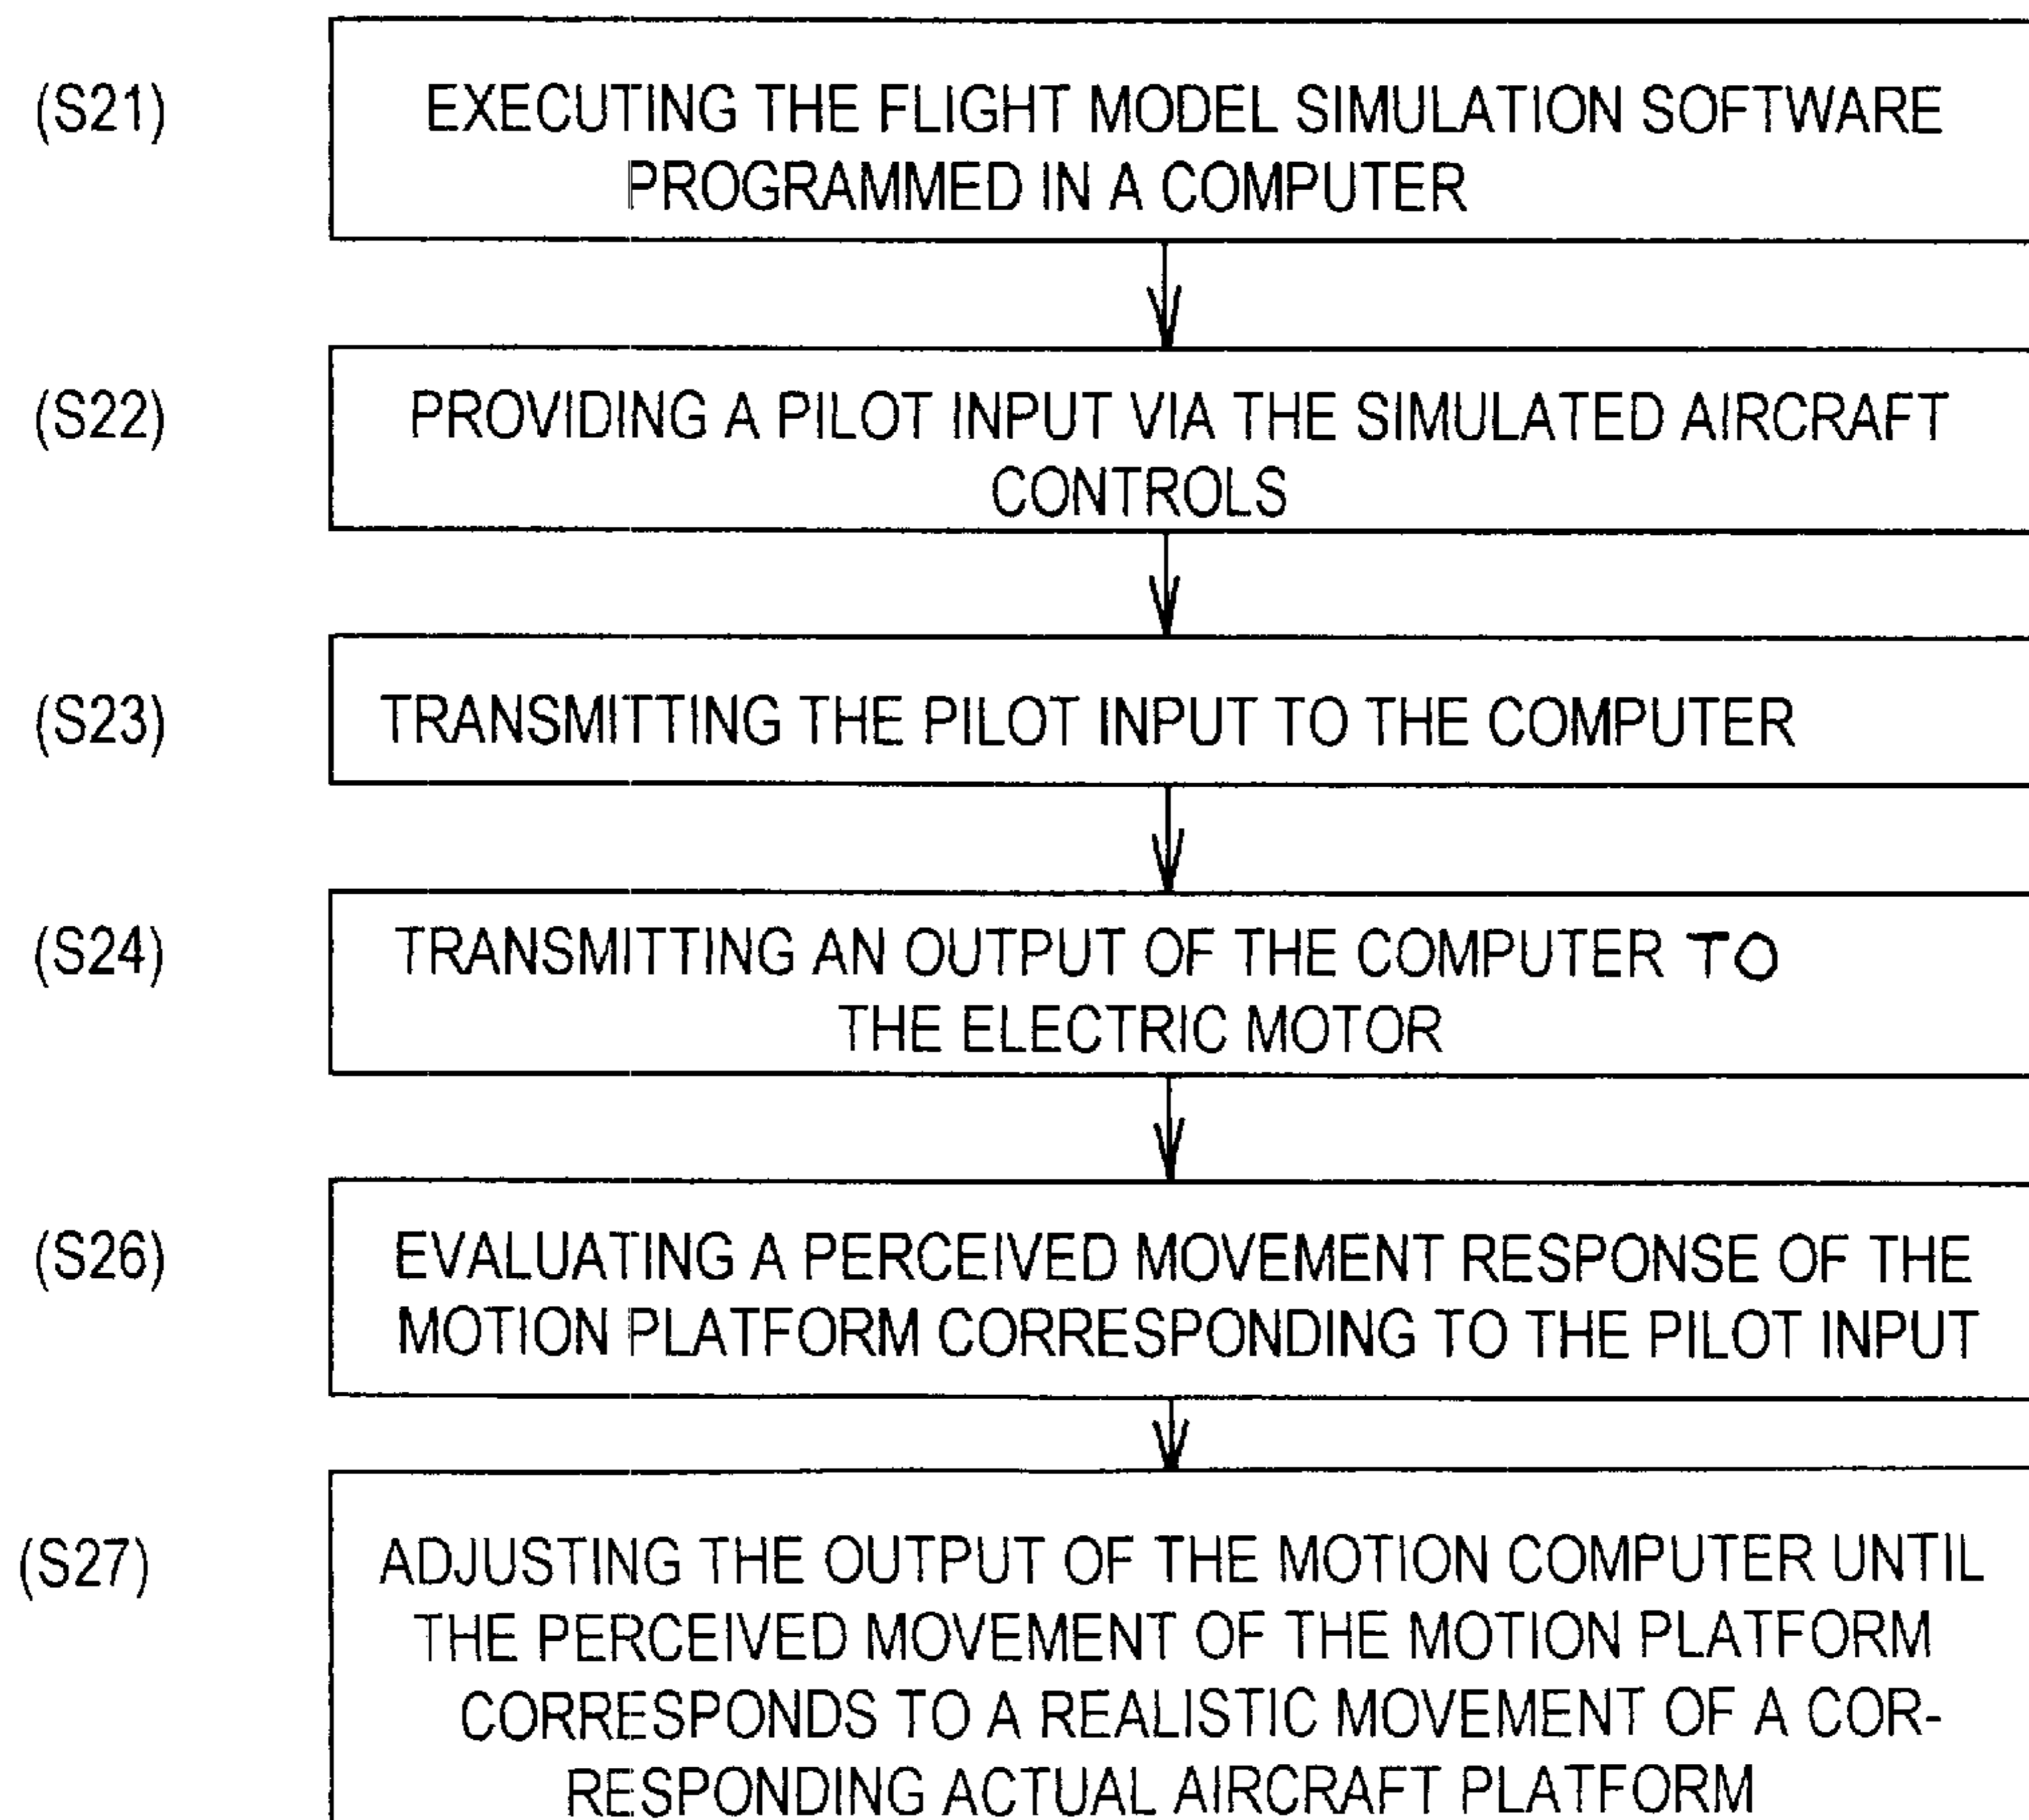 (S21) EXECUTING THE FLIGHT MODEL SIMULATION SOFTWARE
PROGRAMMED IN A COMPUTER
(S22) PROVIDING A PILOT INPUT VIA THE SIMULATED AIRCRAFT
CONTROLS
(S23) TRANSMITTING THE PILOT INPUT TO THE COMPUTER
(S24) TRANSMITTING AN OUTPUT OF THE COMPUTER TO
THE ELECTRIC MOTOR
(S26) EVALUATING A PERCEIVED MOVEMENT RESPONSE OF THE
MOTION PLATFORM CORRESPONDING TO THE PILOT INPUT
(S27) ADJUSTING THE OUTPUT OF THE MOTION COMPUTER UNTIL
THE PERCEIVED MOVEMENT OF THE MOTION PLATFORM
CORRESPONDS TO A REALISTIC MOVEMENT OF A COR-
RESPONDING ACTUAL AIRCRAFT PLATFORM